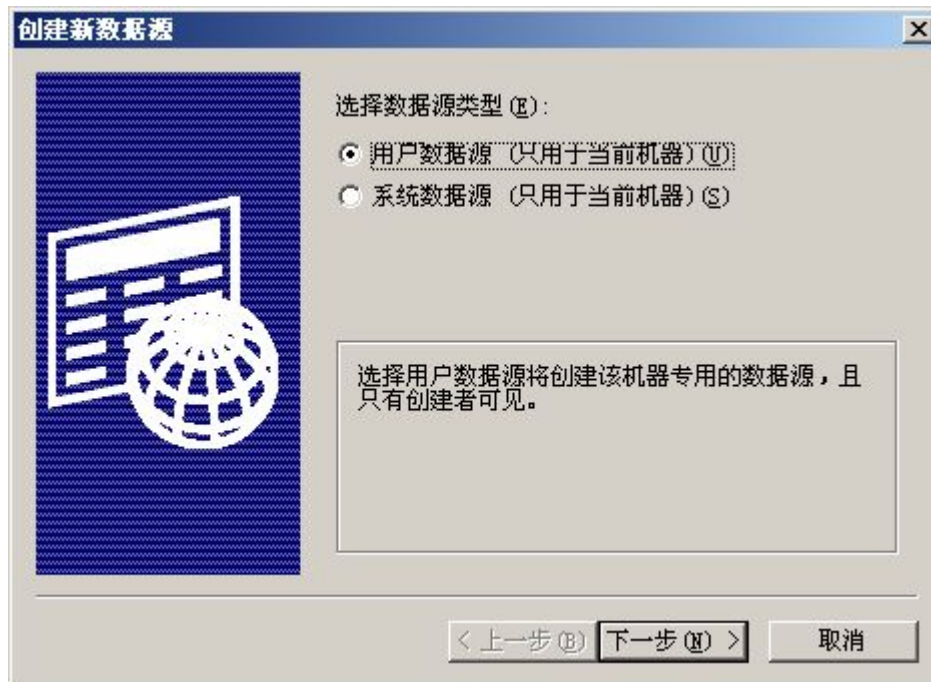 创建新数据源
选择数据源类型(E):
用户数据源 (只用于当前机器)(U)
系统数据源 (只用于当前机器)(S)
选择用户数据源将创建该机器专用的数据源,且
只有创建者可见。
< 上一步(B)
下一步(N) >
取消